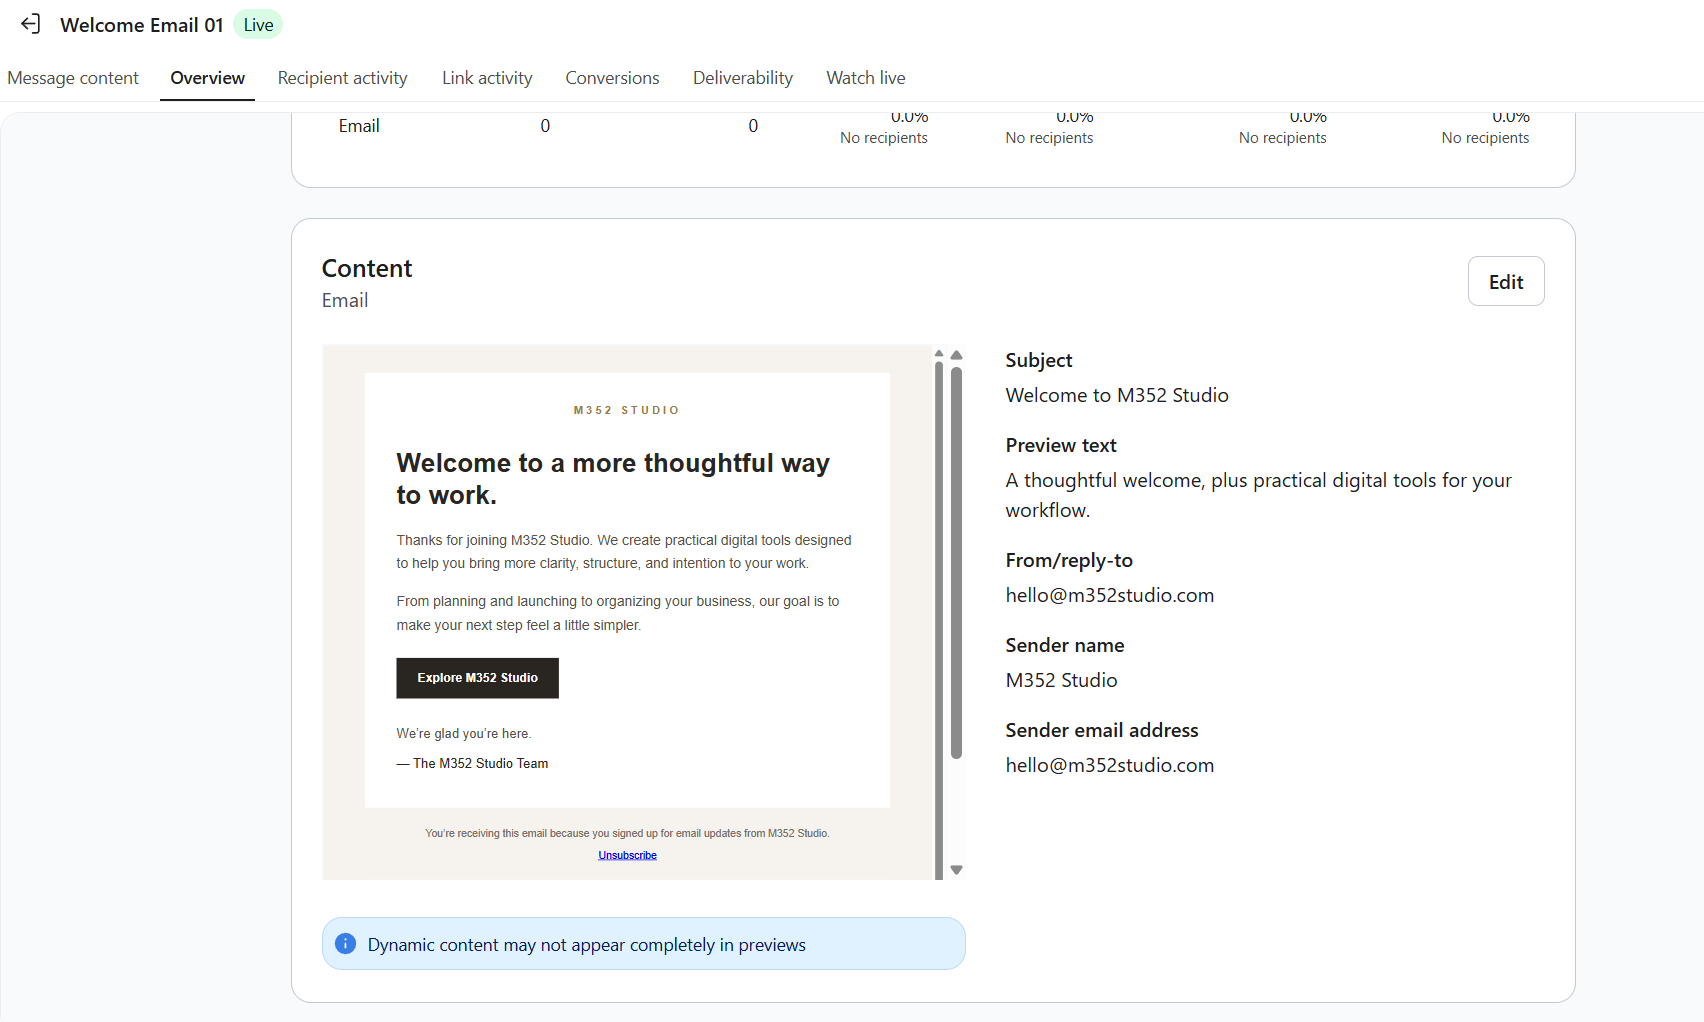 Welcome Email 01 Live
Message content Overview Recipient activity Link activity Conversions Deliverability Watch live
Email 0 0 0.0% 0.0% 0.0% 0.0%
No recipients No recipients No recipients No recipients
Content
Edit
Email
M352 STUDIO
Welcome to a more thoughtful way
to work.
Thanks for joining M352 Studio. We create practical digital tools designed
to help you bring more clarity, structure, and intention to your work.
From planning and launching to organizing your business, our goal is to
make your next step feel a little simpler.
Explore M352 Studio
We're glad you're here.
— The M352 Studio Team
You're receiving this email because you signed up for email updates from M352 Studio.
Unsubscribe
Subject
Welcome to M352 Studio
Preview text
A thoughtful welcome, plus practical digital tools for your
workflow.
From/reply-to
hello@m352studio.com
Sender name
M352 Studio
Sender email address
hello@m352studio.com
Dynamic content may not appear completely in previews